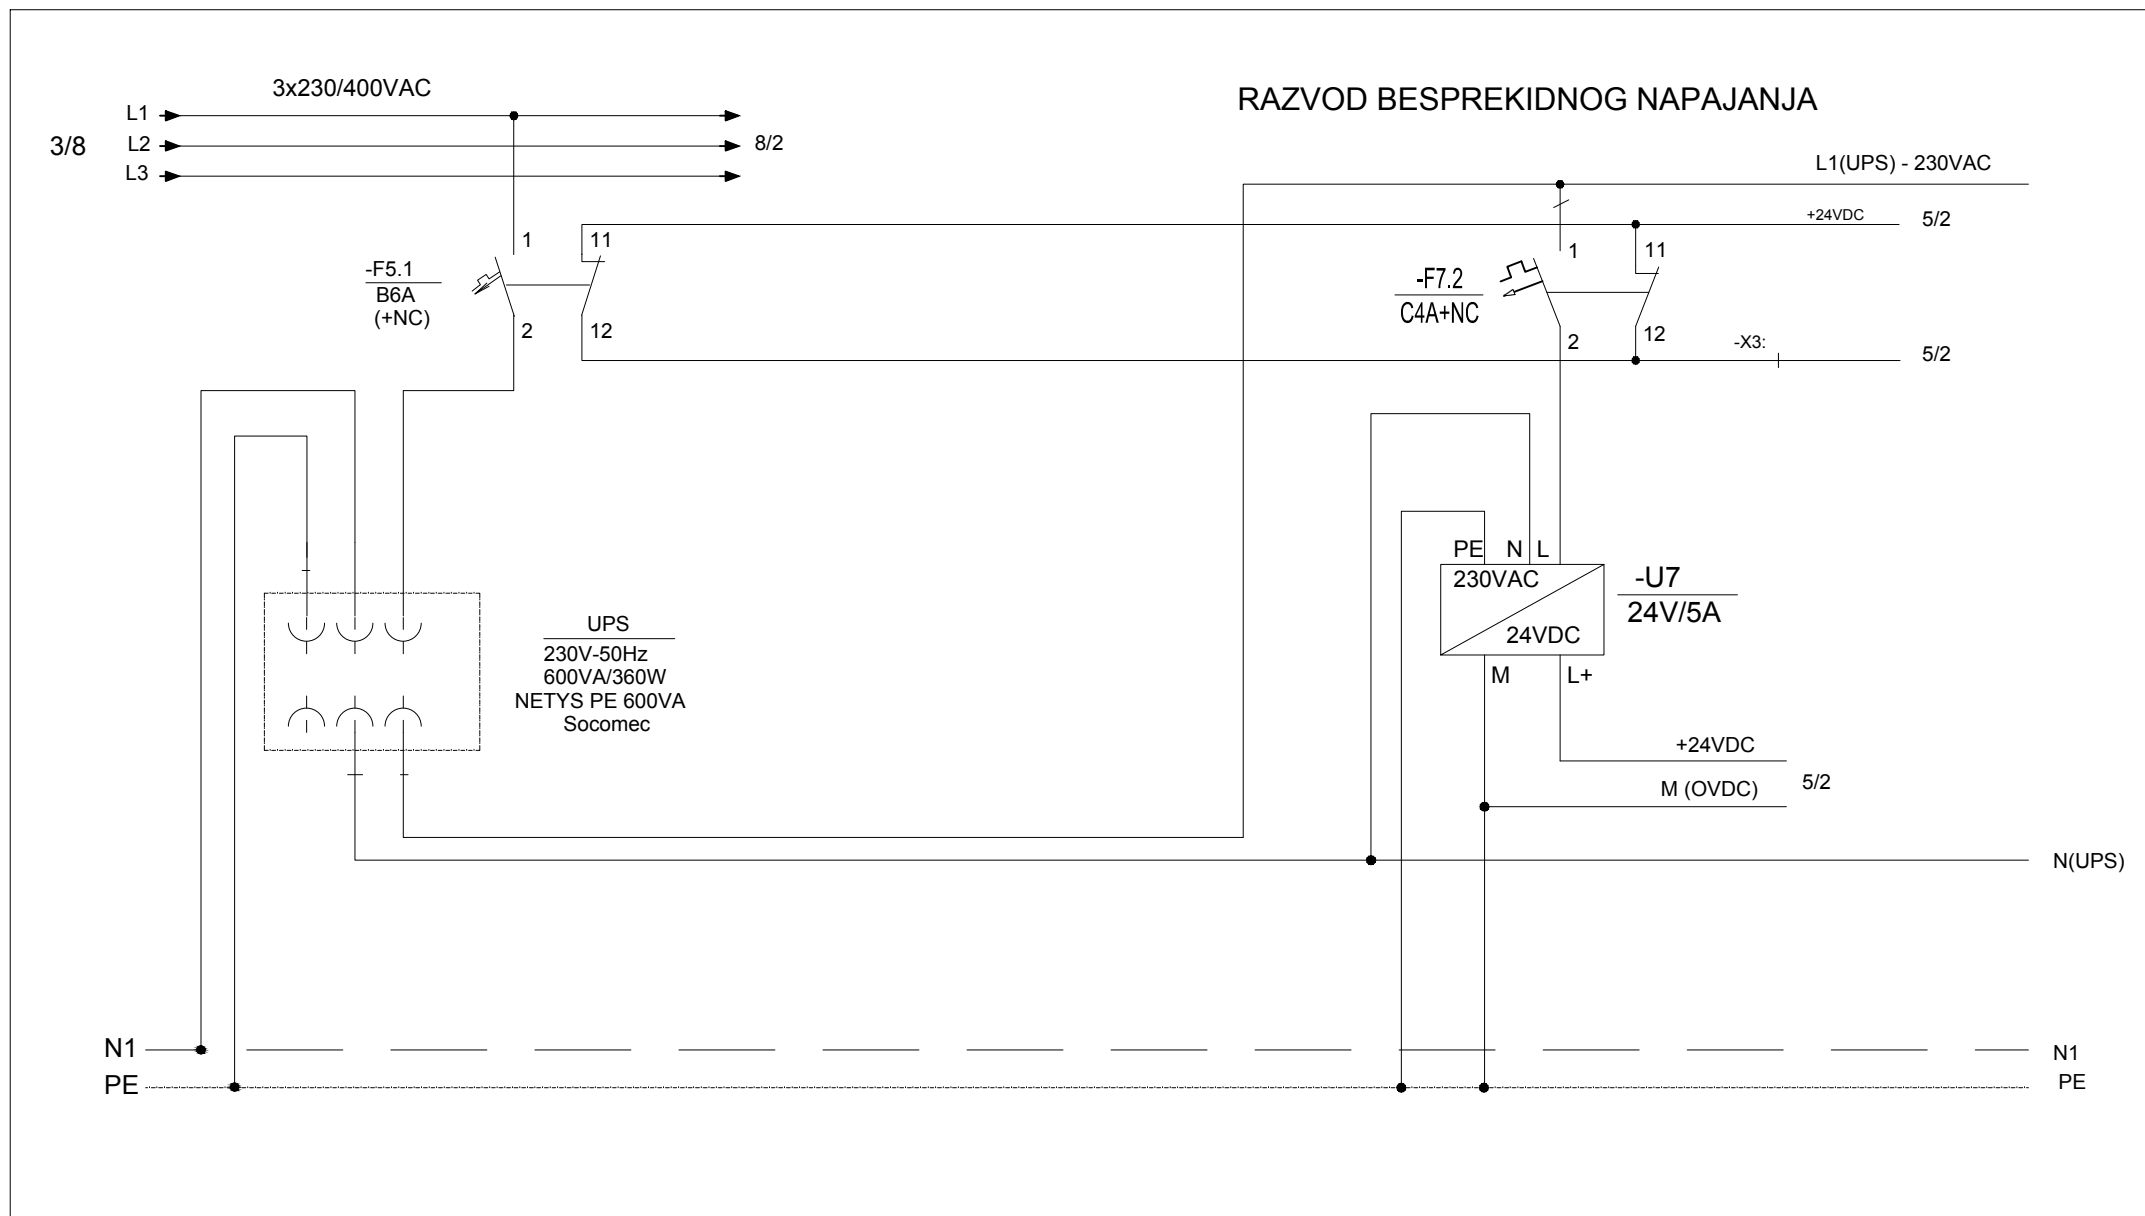 3x230/400VAC
RAZVOD BESPREKIDNOG NAPAJANJA
L1
3/8
L2
8/2
L3
L1(UPS) - 230VAC
+24VDC
5/2
1
11
-F5.1
B6A
(+NC)
2
12
1
11
-F7.2
C4A+NC
2
12
-X3:
5/2
PE
N
L
230VAC
24VDC
-U7
24V/5A
M
L+
UPS
230V-50Hz
600VA/360W
NETYS PE 600VA
Socomec
+24VDC
M (OVDC)
5/2
N(UPS)
N1
N1
PE
PE